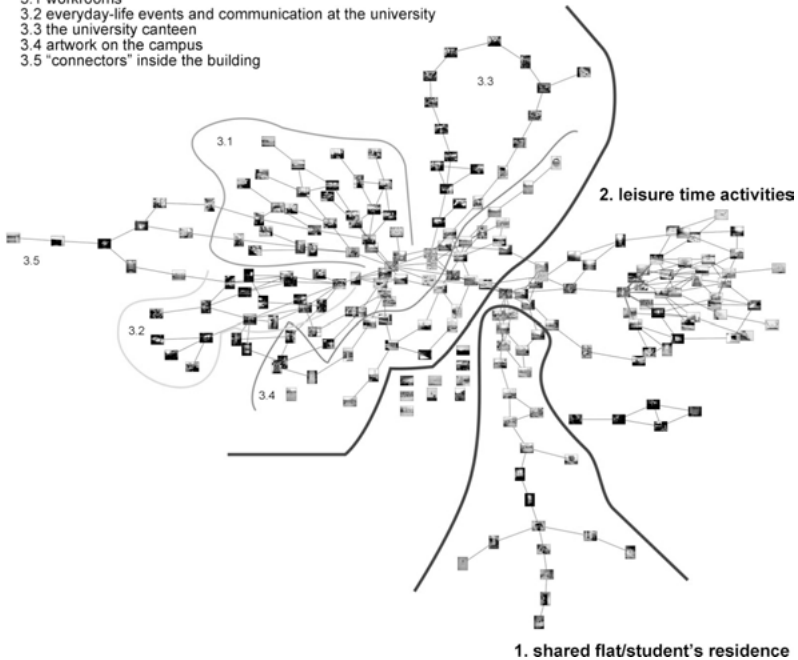 3.1 workrooms
3.2 everyday-life events and communication at the university
3.3 the university canteen
3.4 artwork on the campus
3.5 "connectors" inside the building
3.3
3.1
2. leisure time activities
3.5
3.2
3.4
1. shared flat/student's residence